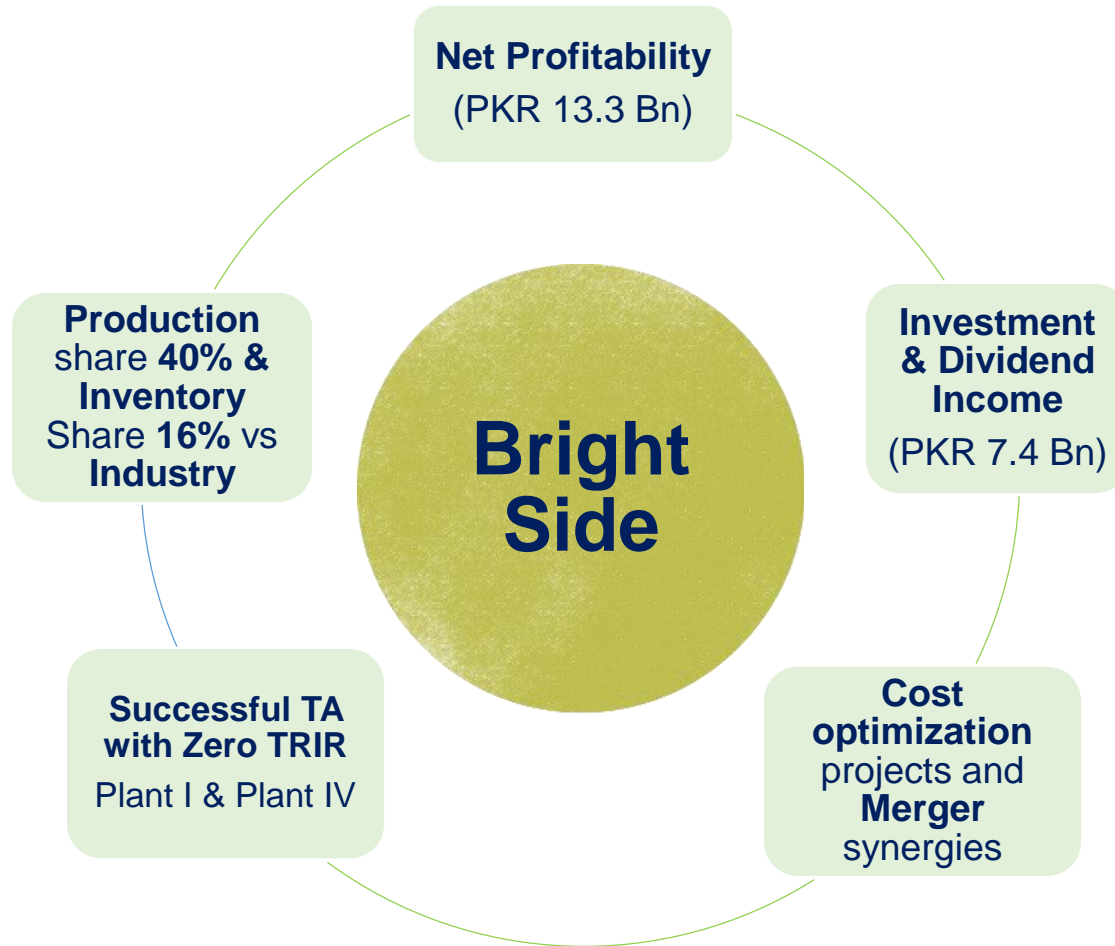 Net Profitability
(PKR 13.3 Bn)
Investment
& Dividend
Income
(PKR 7.4 Bn)
Cost
optimization
projects and
Merger
synergies
Successful TA
with Zero TRIR
Plant I & Plant IV
Production
share 40% &
Inventory
Share 16% vs
Industry
Bright
Side